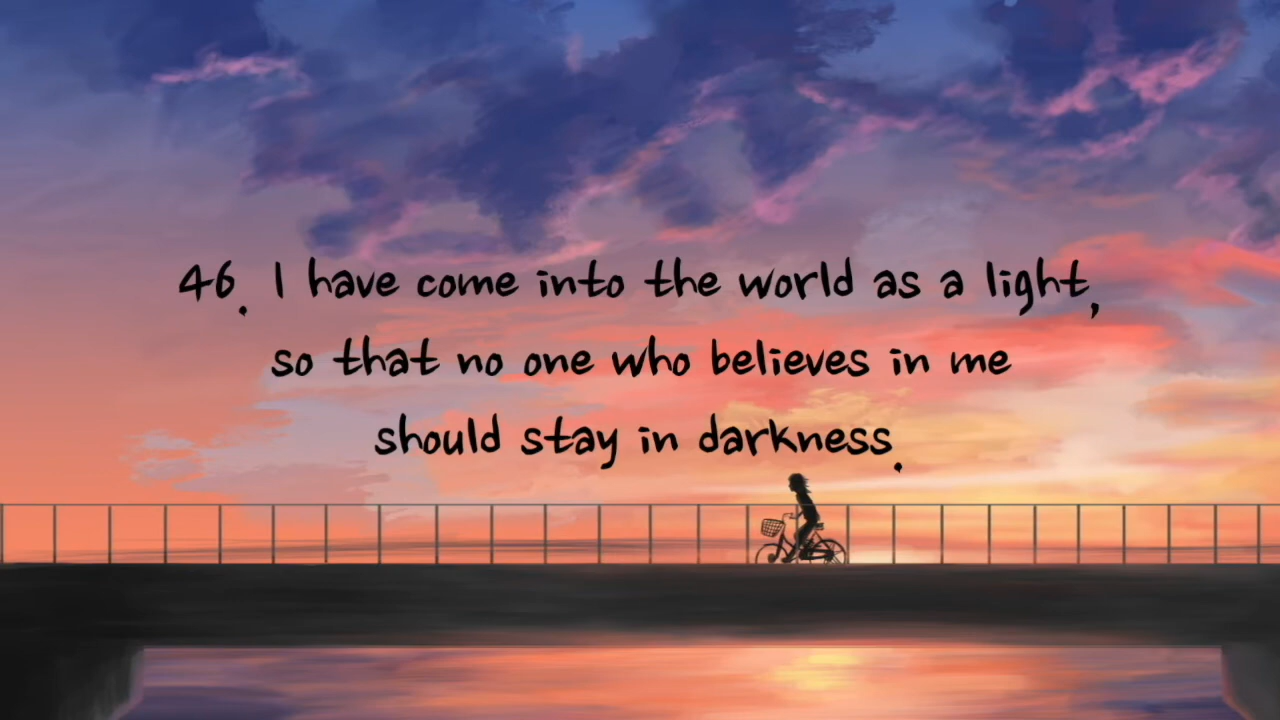 46. I have come into the world as a light,
so that no one who believes in me
should stay in darkness.